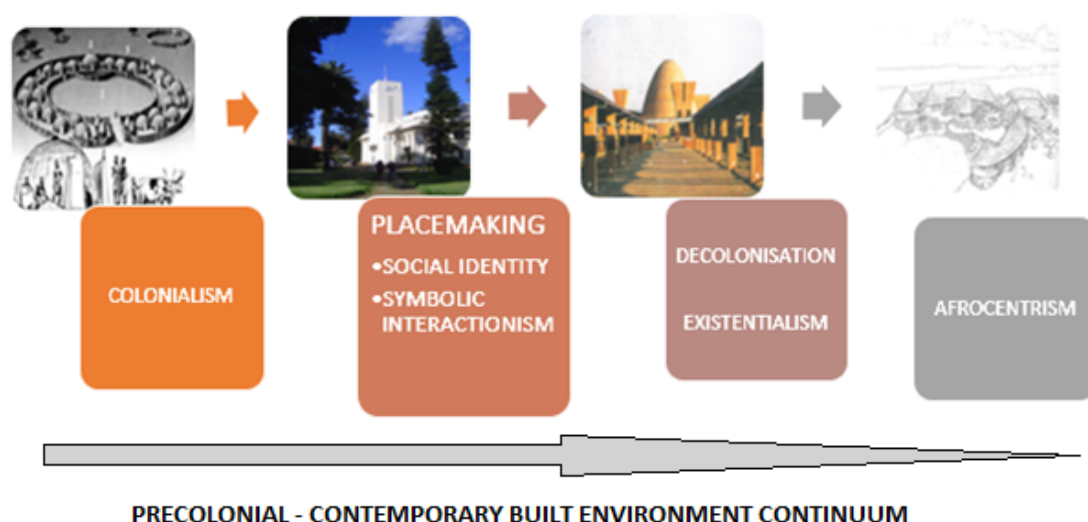 COLONIALISM
PLACEMAKING
•SOCIAL IDENTITY
•SYMBOLIC
INTERACTIONISM
DECOLONISATION
EXISTENTIALISM
AFROCENTRISM
PRECOLONIAL - CONTEMPORARY BUILT ENVIRONMENT CONTINUUM